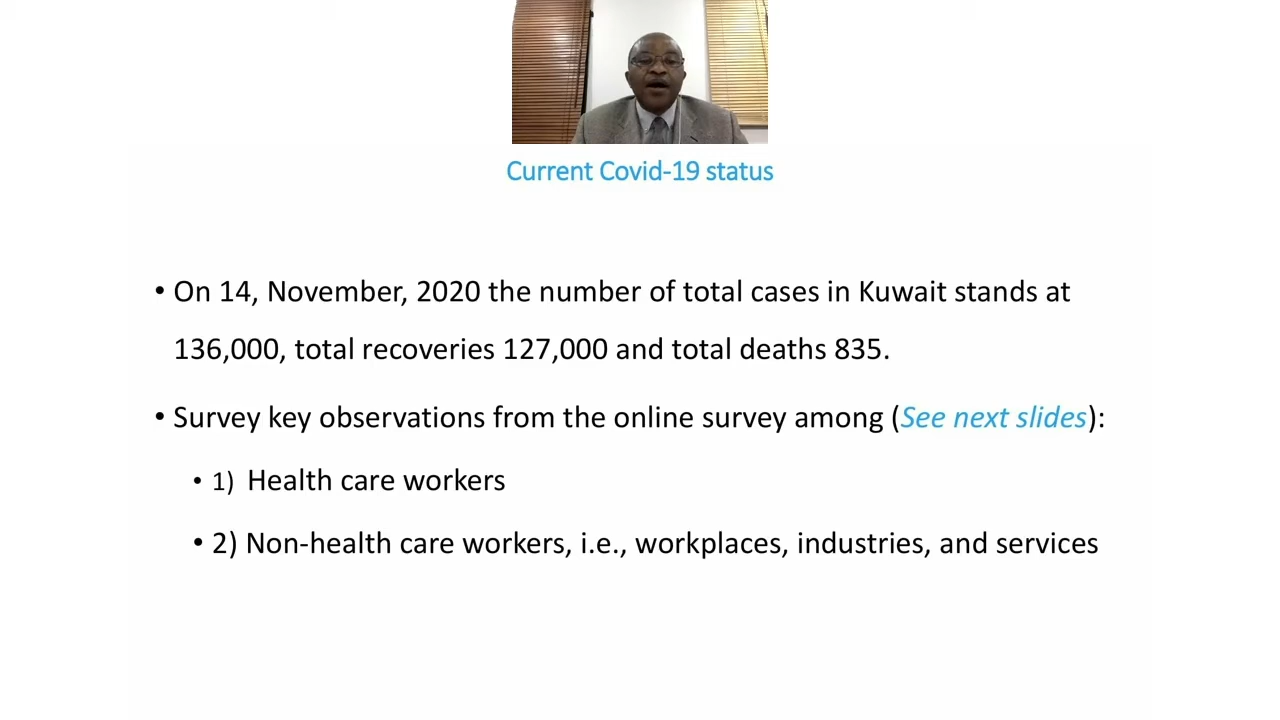 Current Covid-19 status
• On 14, November, 2020 the number of total cases in Kuwait stands at
136,000, total recoveries 127,000 and total deaths 835.
• Survey key observations from the online survey among (See next slides):
• 1) Health care workers
• 2) Non-health care workers, i.e., workplaces, industries, and services